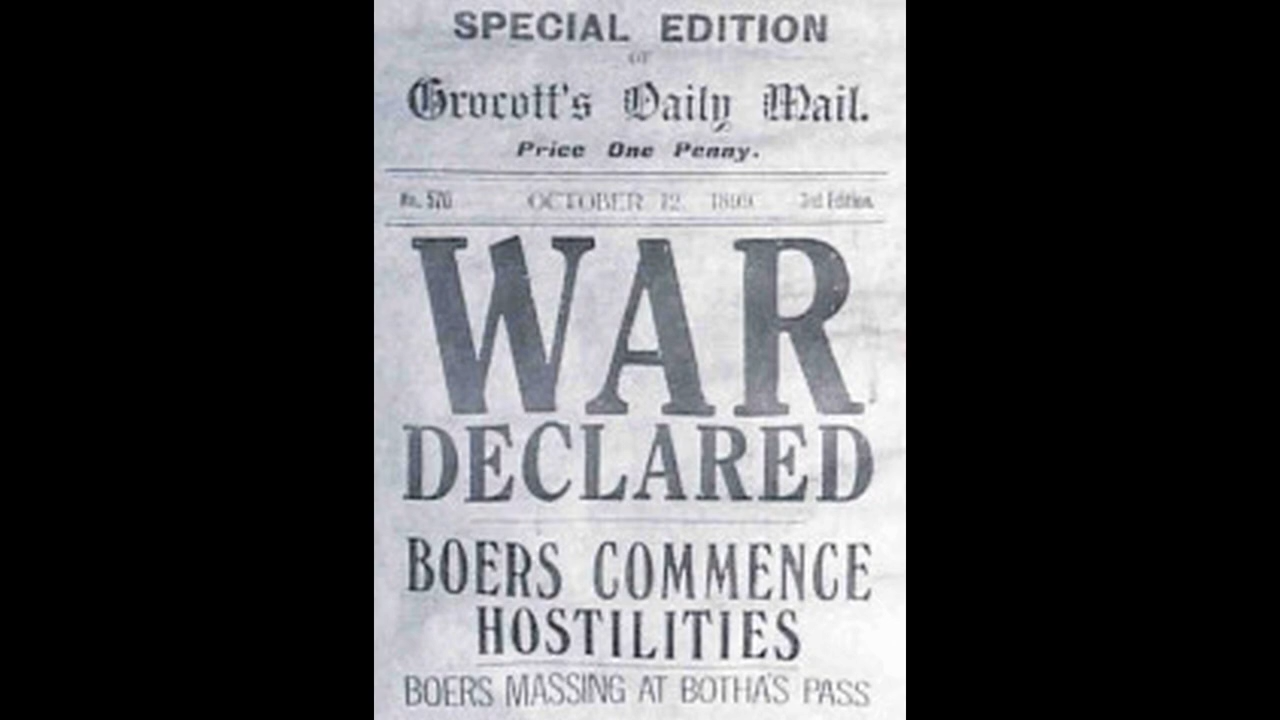 SPECIAL EDITION
OF
Grocott's Daily Mail.
Price One Penny.
No. 570 OCTOBER 12, 1899. 3rd Edition.
WAR
DECLARED
BOERS COMMENCE
HOSTILITIES
BOERS MASSING AT BOTHA'S PASS